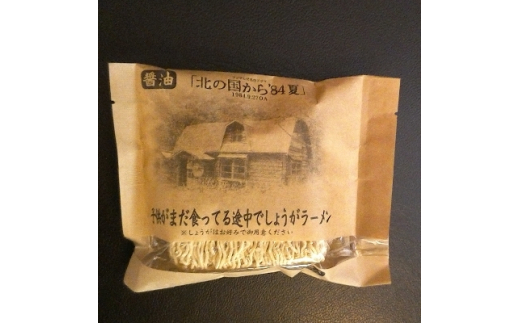 醤油
「北の国から'84夏」
子供がまだ食ってる途中でしょうがラーメン
※しょうがはお好みで御用意ください